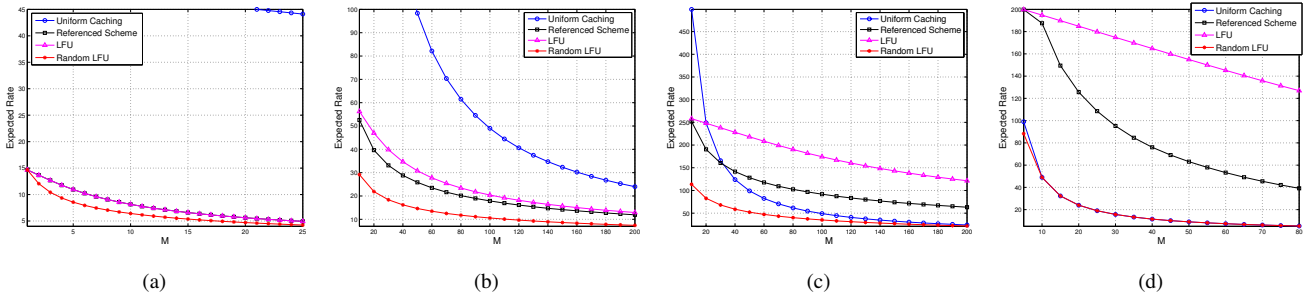 45
40
35
30
25
20
15
10
5
Expected Rate
5
10
15
20
25
M
Uniform Caching
Referenced Scheme
LFU
Random LFU
(a)
100
90
80
70
60
50
40
30
20
10
Expected Rate
20
40
60
80
100
120
140
160
180
200
M
Uniform Caching
Referenced Scheme
LFU
Random LFU
(b)
500
450
400
350
300
250
200
150
100
50
Expected Rate
20
40
60
80
100
120
140
160
180
200
M
Uniform Caching
Referenced Scheme
LFU
Random LFU
(c)
200
180
160
140
120
100
80
60
40
20
Expected Rate
10
20
30
40
50
60
70
80
M
Uniform Caching
Referenced Scheme
LFU
Random LFU
(d)